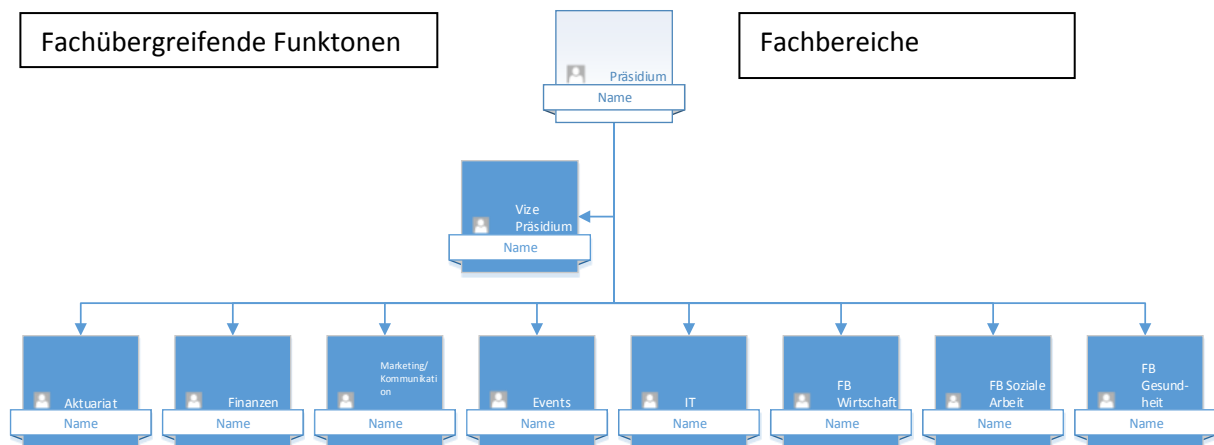 Fachübergreifende Funktonen
Fachbereiche
Präsidium
Name
Vize
Präsidium
Name
Aktuariat
Name
Finanzen
Name
Marketing/
Kommunikati
on
Name
Events
Name
IT
Name
FB
Wirtschaft
Name
FB Soziale
Arbeit
Name
FB
Gesund-
heit
Name